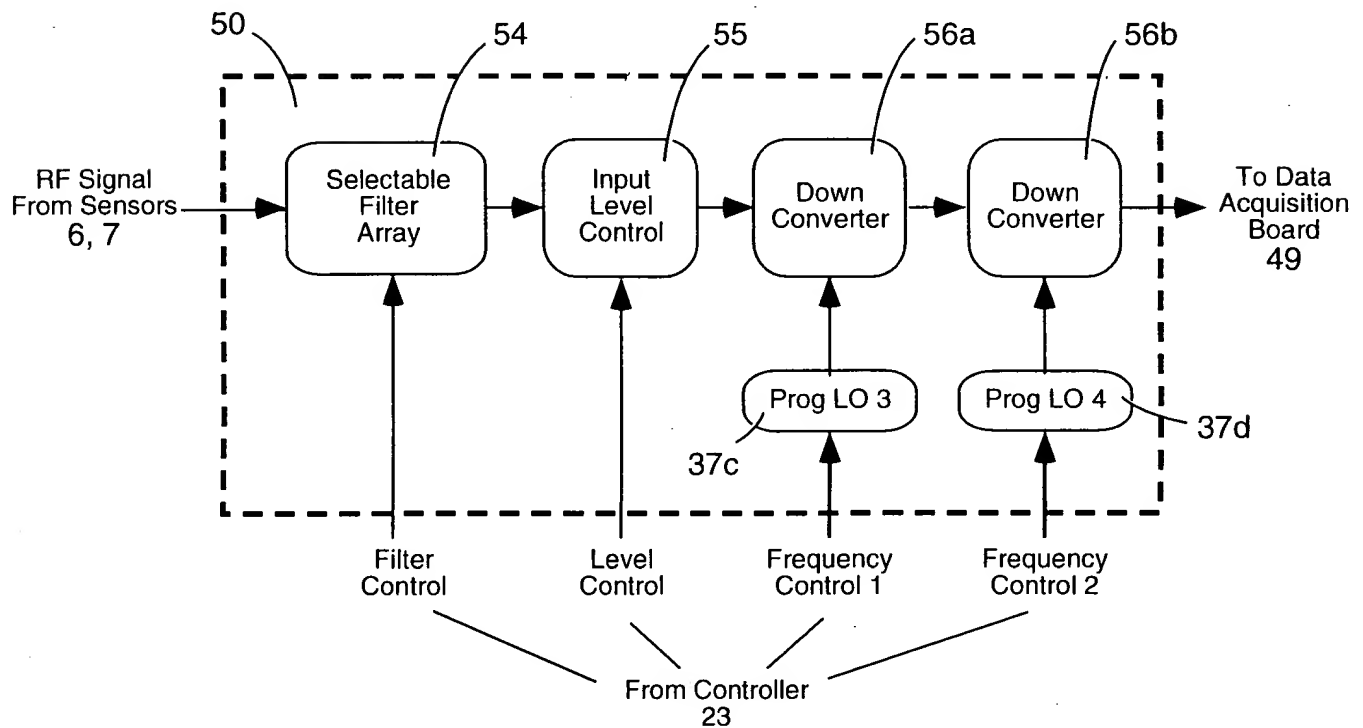 50
54
55
56a
56b
RF Signal
From Sensors
6, 7
Selectable
Filter
Array
Input
Level
Control
Down
Converter
Down
Converter
To Data
Acquisition
Board
49
Prog LO 3
Prog LO 4
37c
37d
Filter
Control
Level
Control
Frequency
Control 1
Frequency
Control 2
From Controller
23